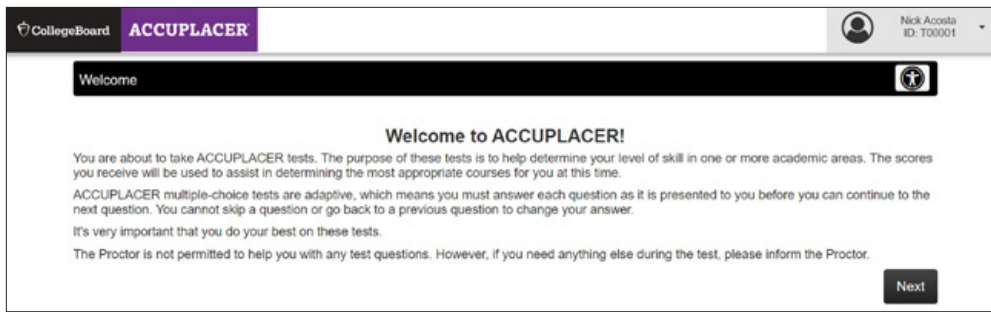 CollegeBoard ACCUPLACER
Nick Acosta
ID: T00001
Welcome
Welcome to ACCUPLACER!
You are about to take ACCUPLACER tests. The purpose of these tests is to help determine your level of skill in one or more academic areas. The scores
you receive will be used to assist in determining the most appropriate courses for you at this time.
ACCUPLACER multiple-choice tests are adaptive, which means you must answer each question as it is presented to you before you can continue to the
next question. You cannot skip a question or go back to a previous question to change your answer.
It's very important that you do your best on these tests.
The Proctor is not permitted to help you with any test questions. However, if you need anything else during the test, please inform the Proctor.
Next